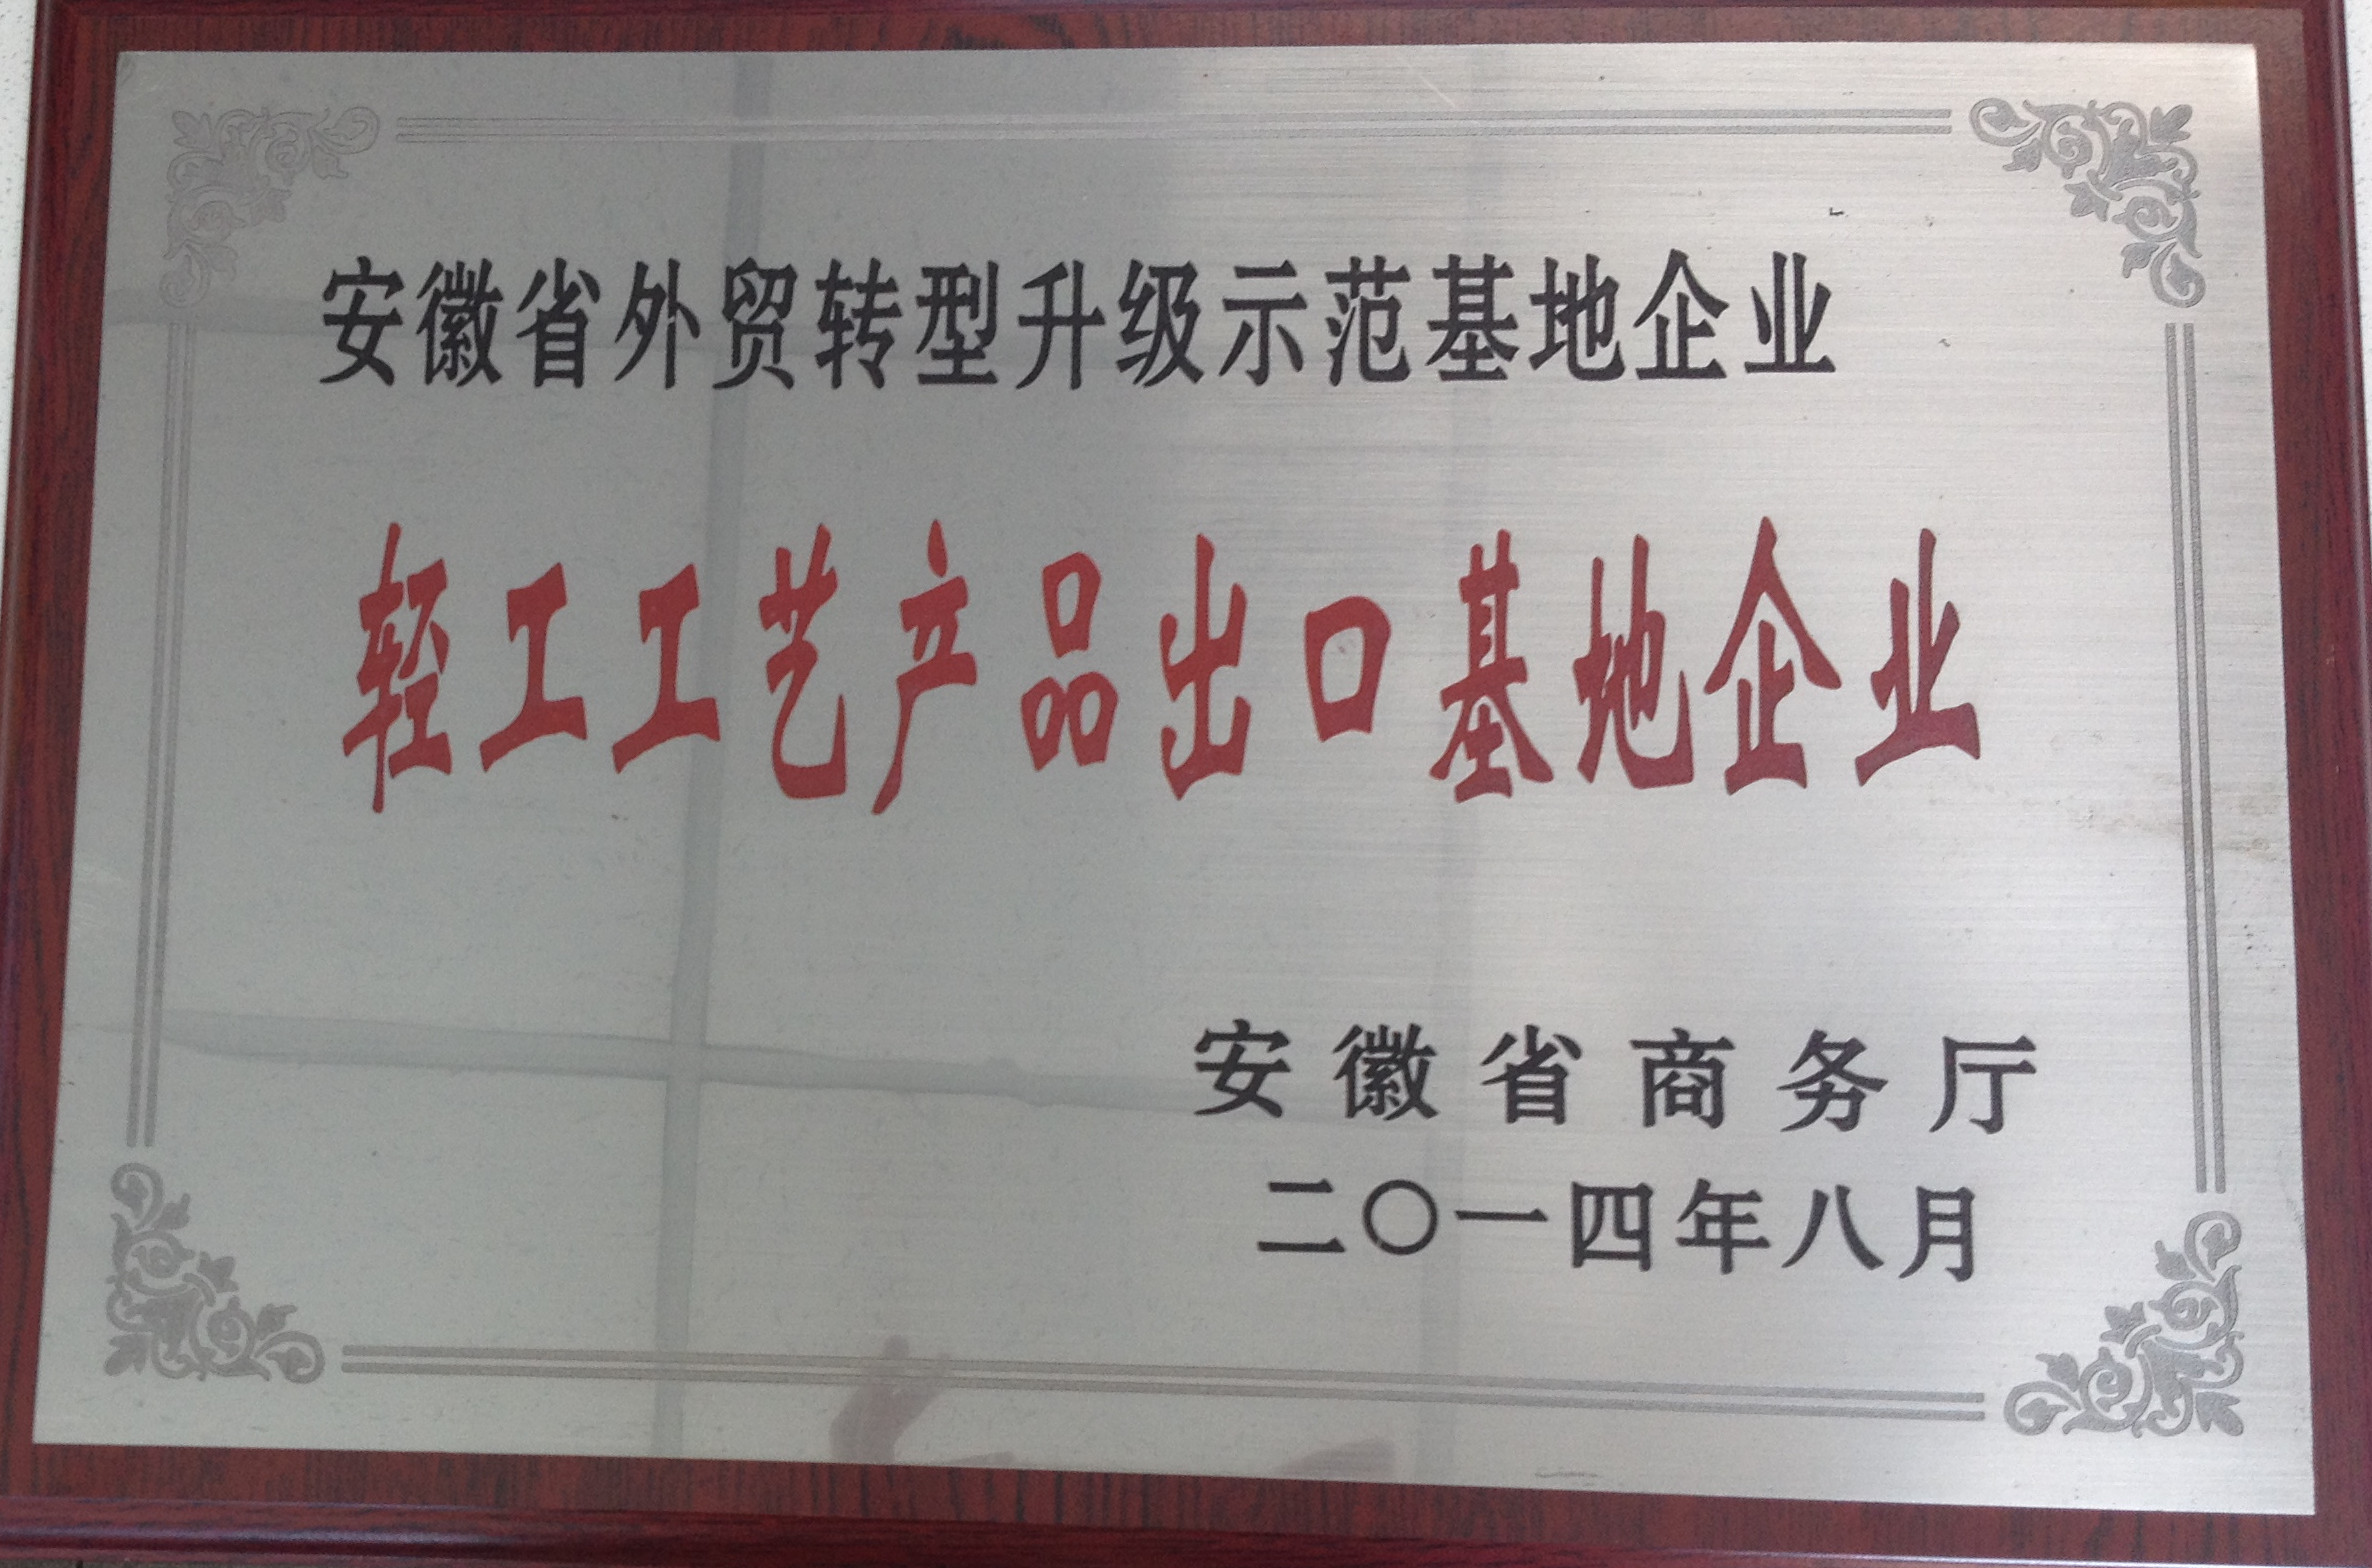 安徽省外贸转型升级示范基地企业
轻工工艺产品出口基地企业
安徽省商务厅
二〇一四年八月